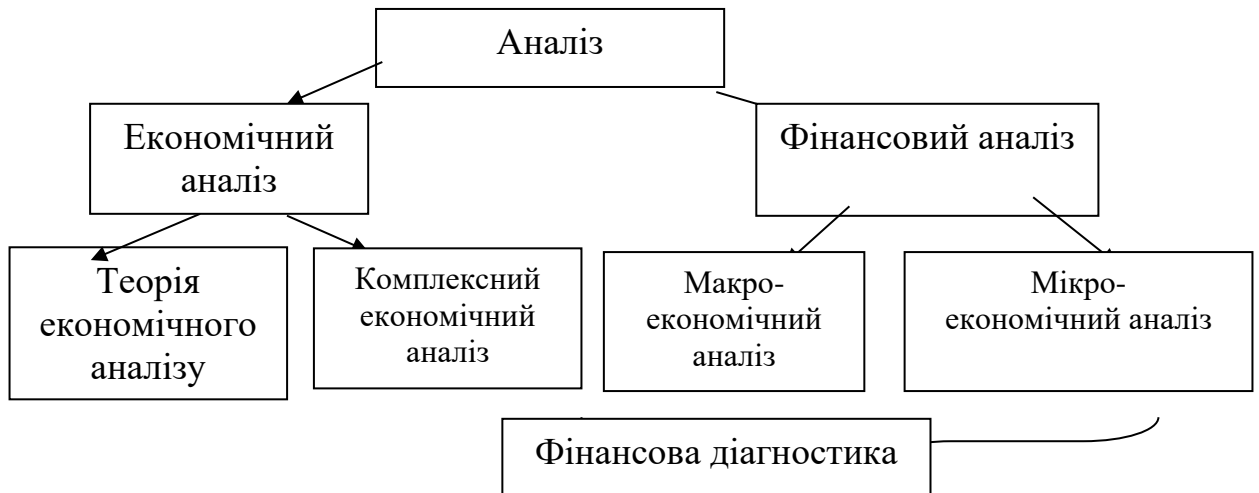 Аналіз
Економічний
аналіз
Фінансовий аналіз
Теорія
економічного
аналізу
Комплексний
економічний
аналіз
Макро-
економічний
аналіз
Мікро-
економічний аналіз
Фінансова діагностика